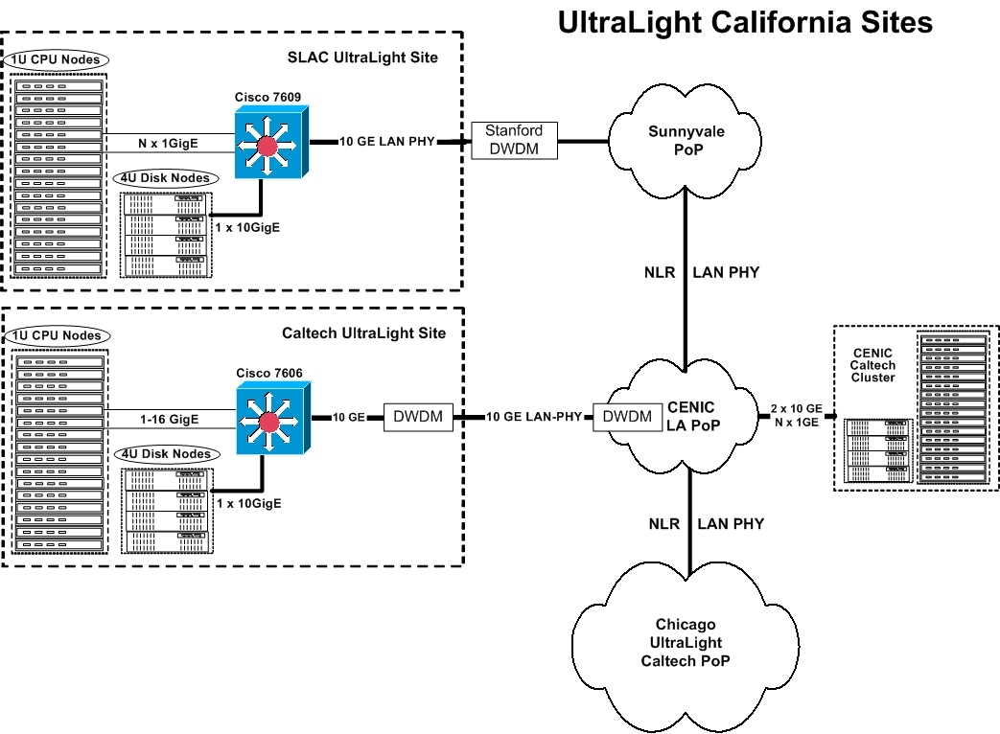 UltraLight California Sites
SLAC UltraLight Site
1U CPU Nodes
Cisco 7609
N x 1GigE
10 GE LAN PHY
Stanford
DWDM
Sunnyvale
PoP
4U Disk Nodes
1 x 10GigE
NLR
LAN PHY
Caltech UltraLight Site
1U CPU Nodes
Cisco 7606
1-16 GigE
10 GE
DWDM
10 GE LAN-PHY
DWDM
CENIC
LA PoP
2 x 10 GE
N x 1GE
CENIC
Caltech
Cluster
4U Disk Nodes
1 x 10GigE
NLR
LAN PHY
Chicago
UltraLight
Caltech PoP